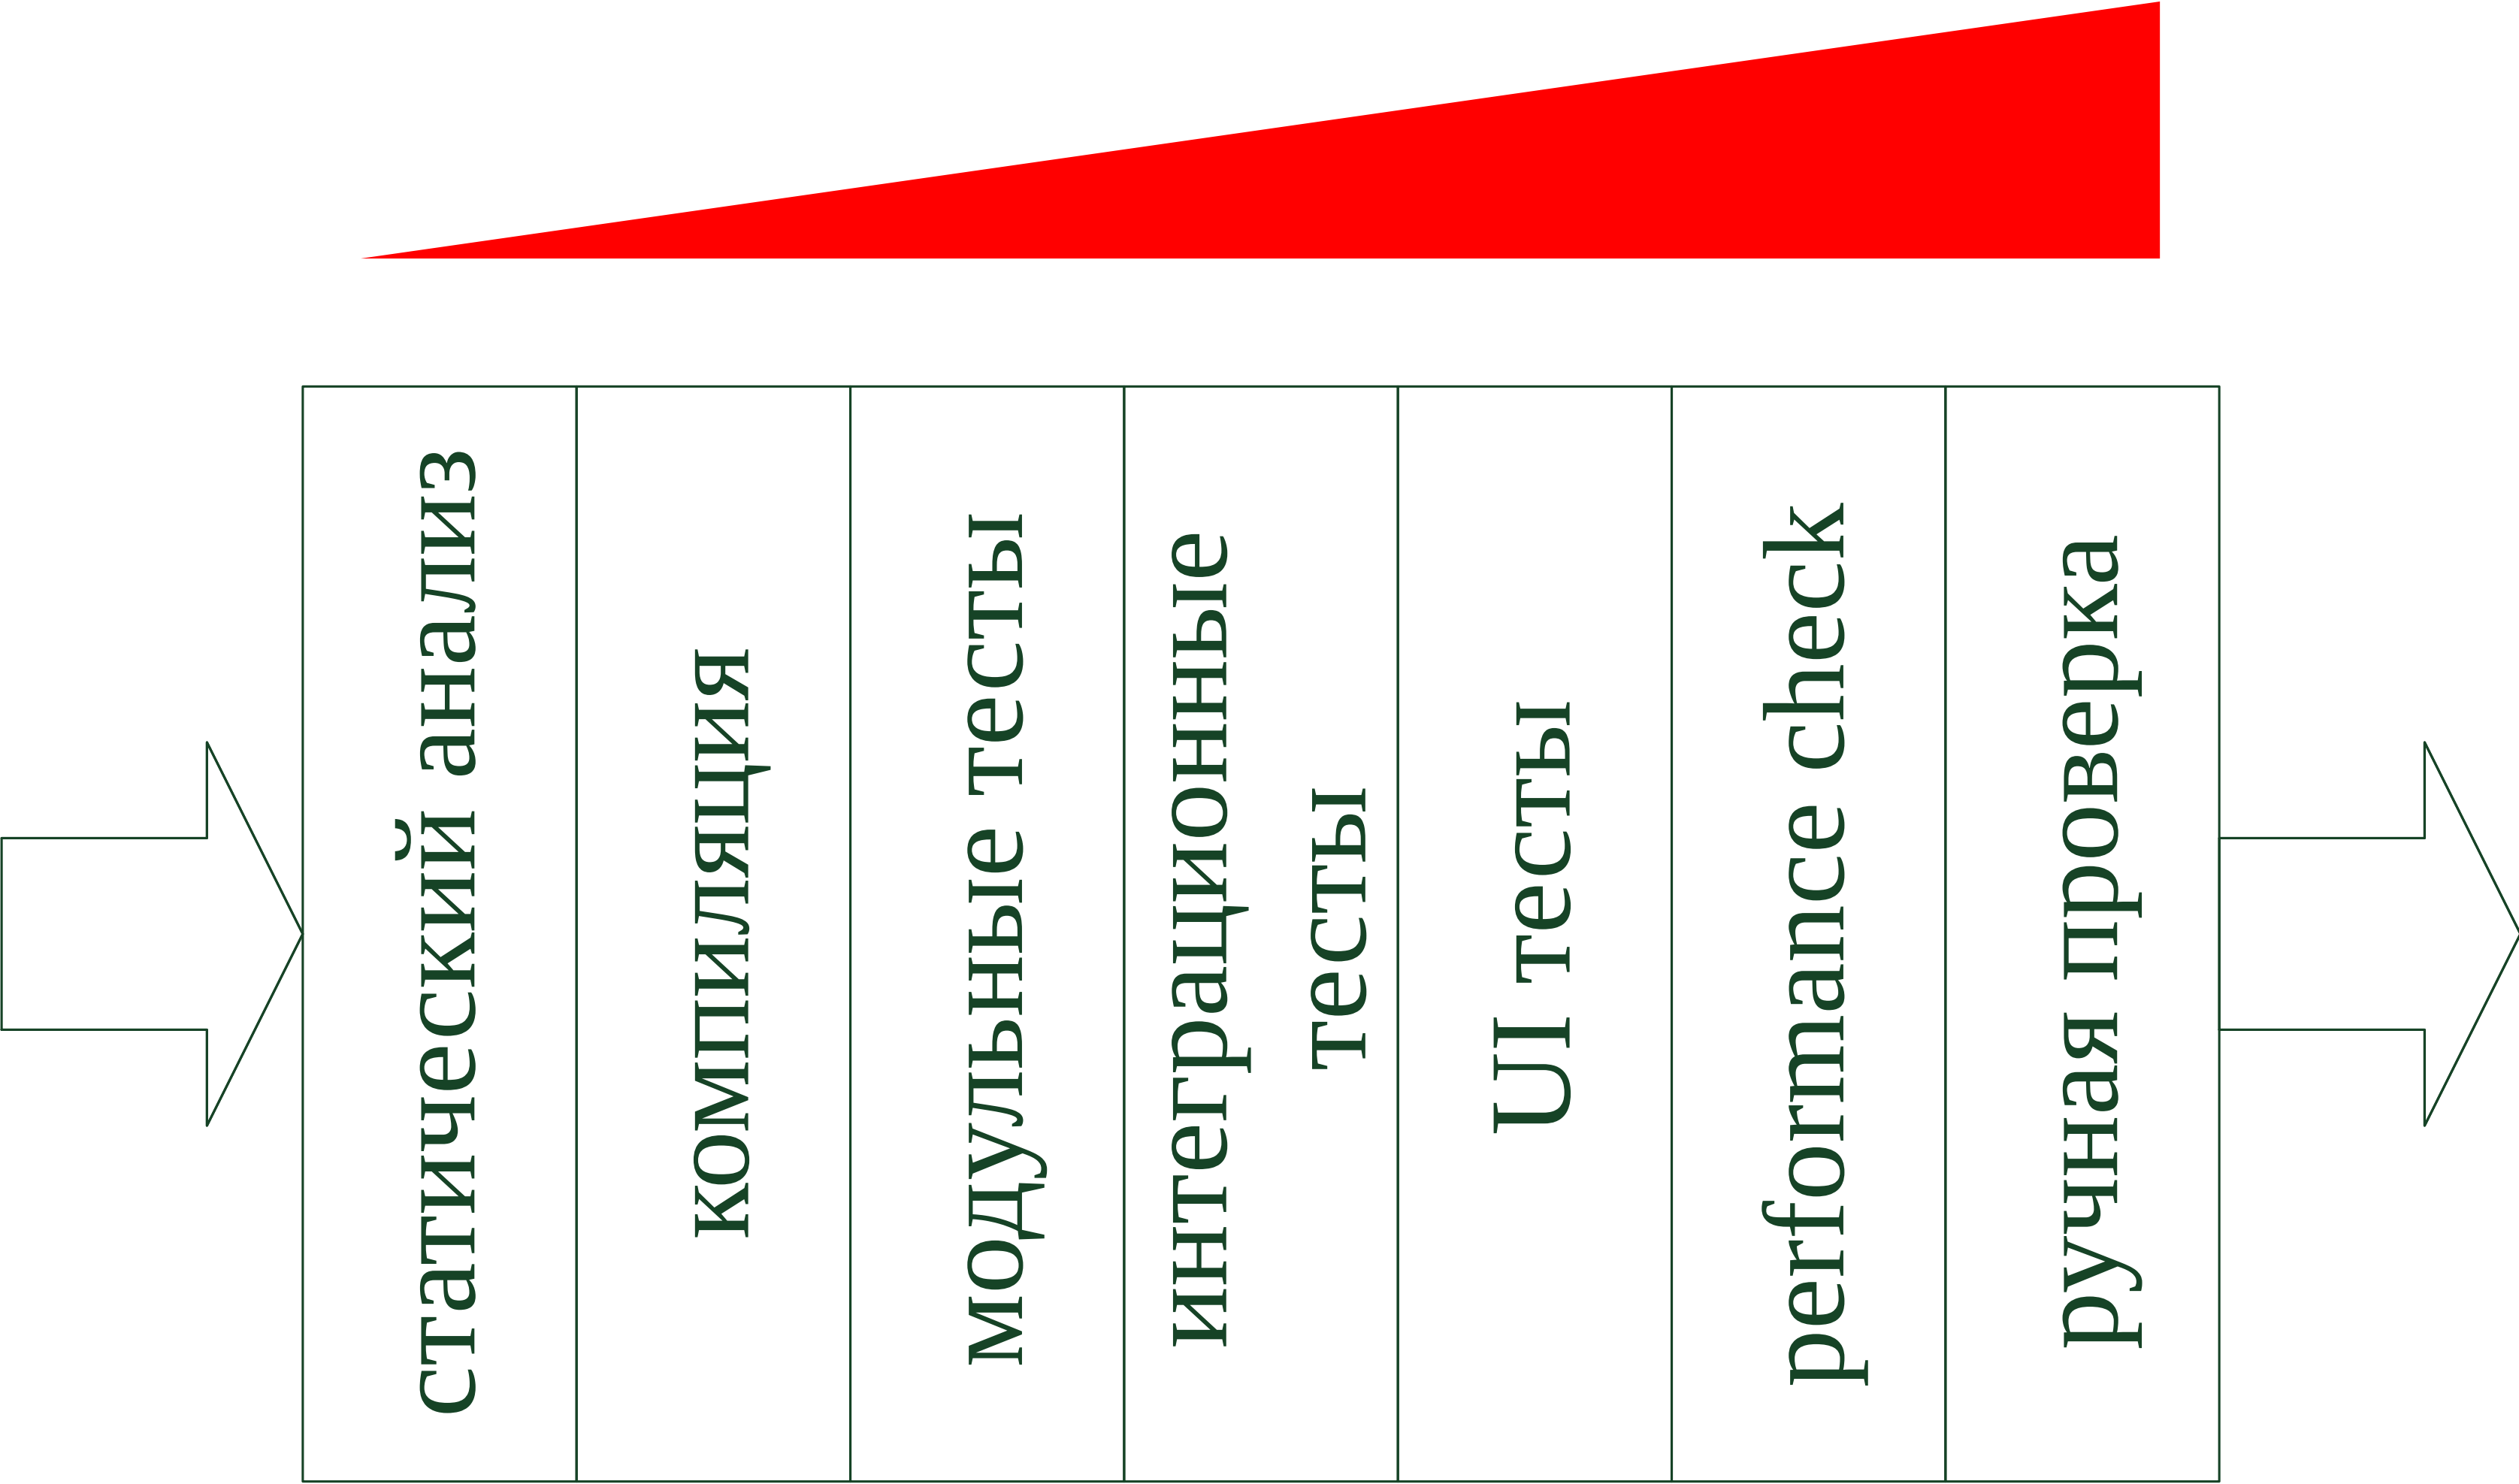 статический анализ
компиляция
модульные тесты
интеграционные
тесты
UI тесты
performance check
ручная проверка